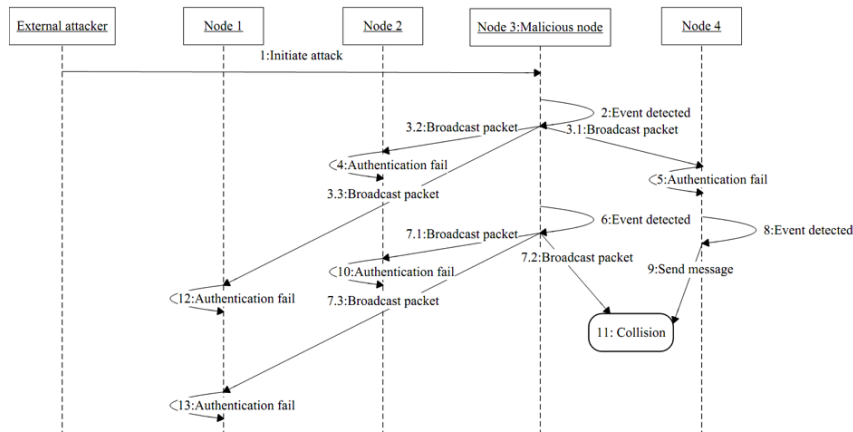 External attacker
Node 1
Node 2
Node 3:Malicious node
Node 4
1:Initiate attack
2:Event detected
3.2:Broadcast packet
3.1:Broadcast packet
4:Authentication fail
5:Authentication fail
3.3:Broadcast packet
6:Event detected
8:Event detected
7.1:Broadcast packet
7.2:Broadcast packet
9:Send message
10:Authentication fail
12:Authentication fail
7.3:Broadcast packet
11: Collision
13:Authentication fail